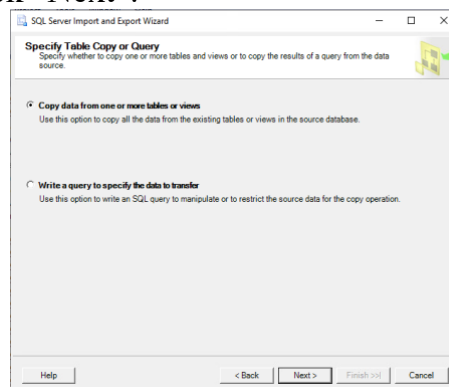 "Next".
SQL Server Import and Export Wizard
Specify Table Copy or Query
Specify whether to copy one or more tables and views or to copy the results of a query from the data
source.
Copy data from one or more tables or views
Use this option to copy all the data from the existing tables or views in the source database.
Write a query to specify the data to transfer
Use this option to write an SQL query to manipulate or to restrict the source data for the copy operation.
Help
< Back
Next >
Finish >>|
Cancel